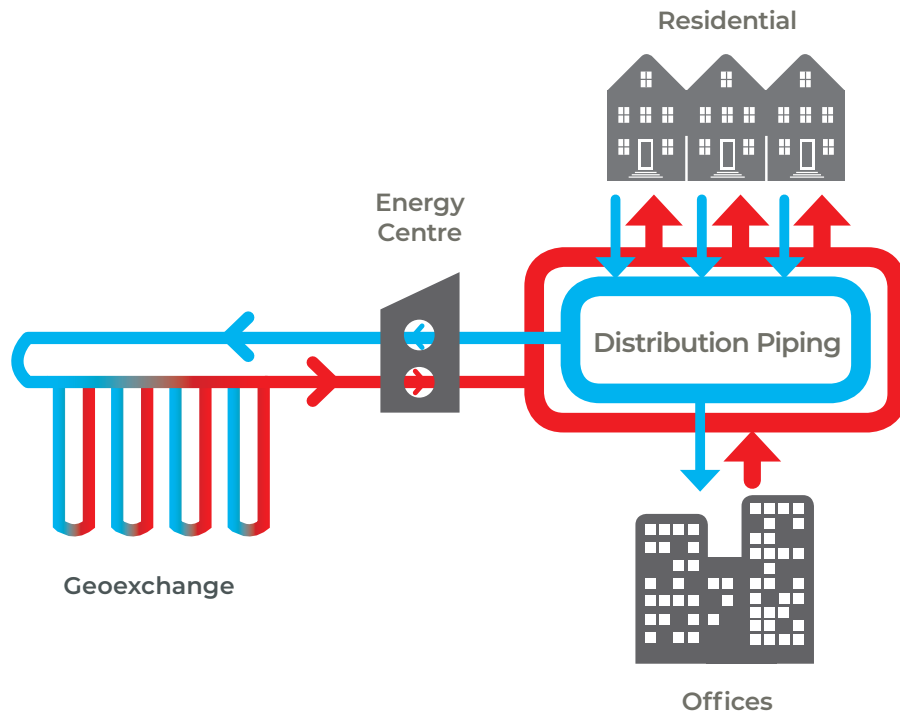 Residential
Energy
Centre
Distribution Piping
Geoexchange
Offices